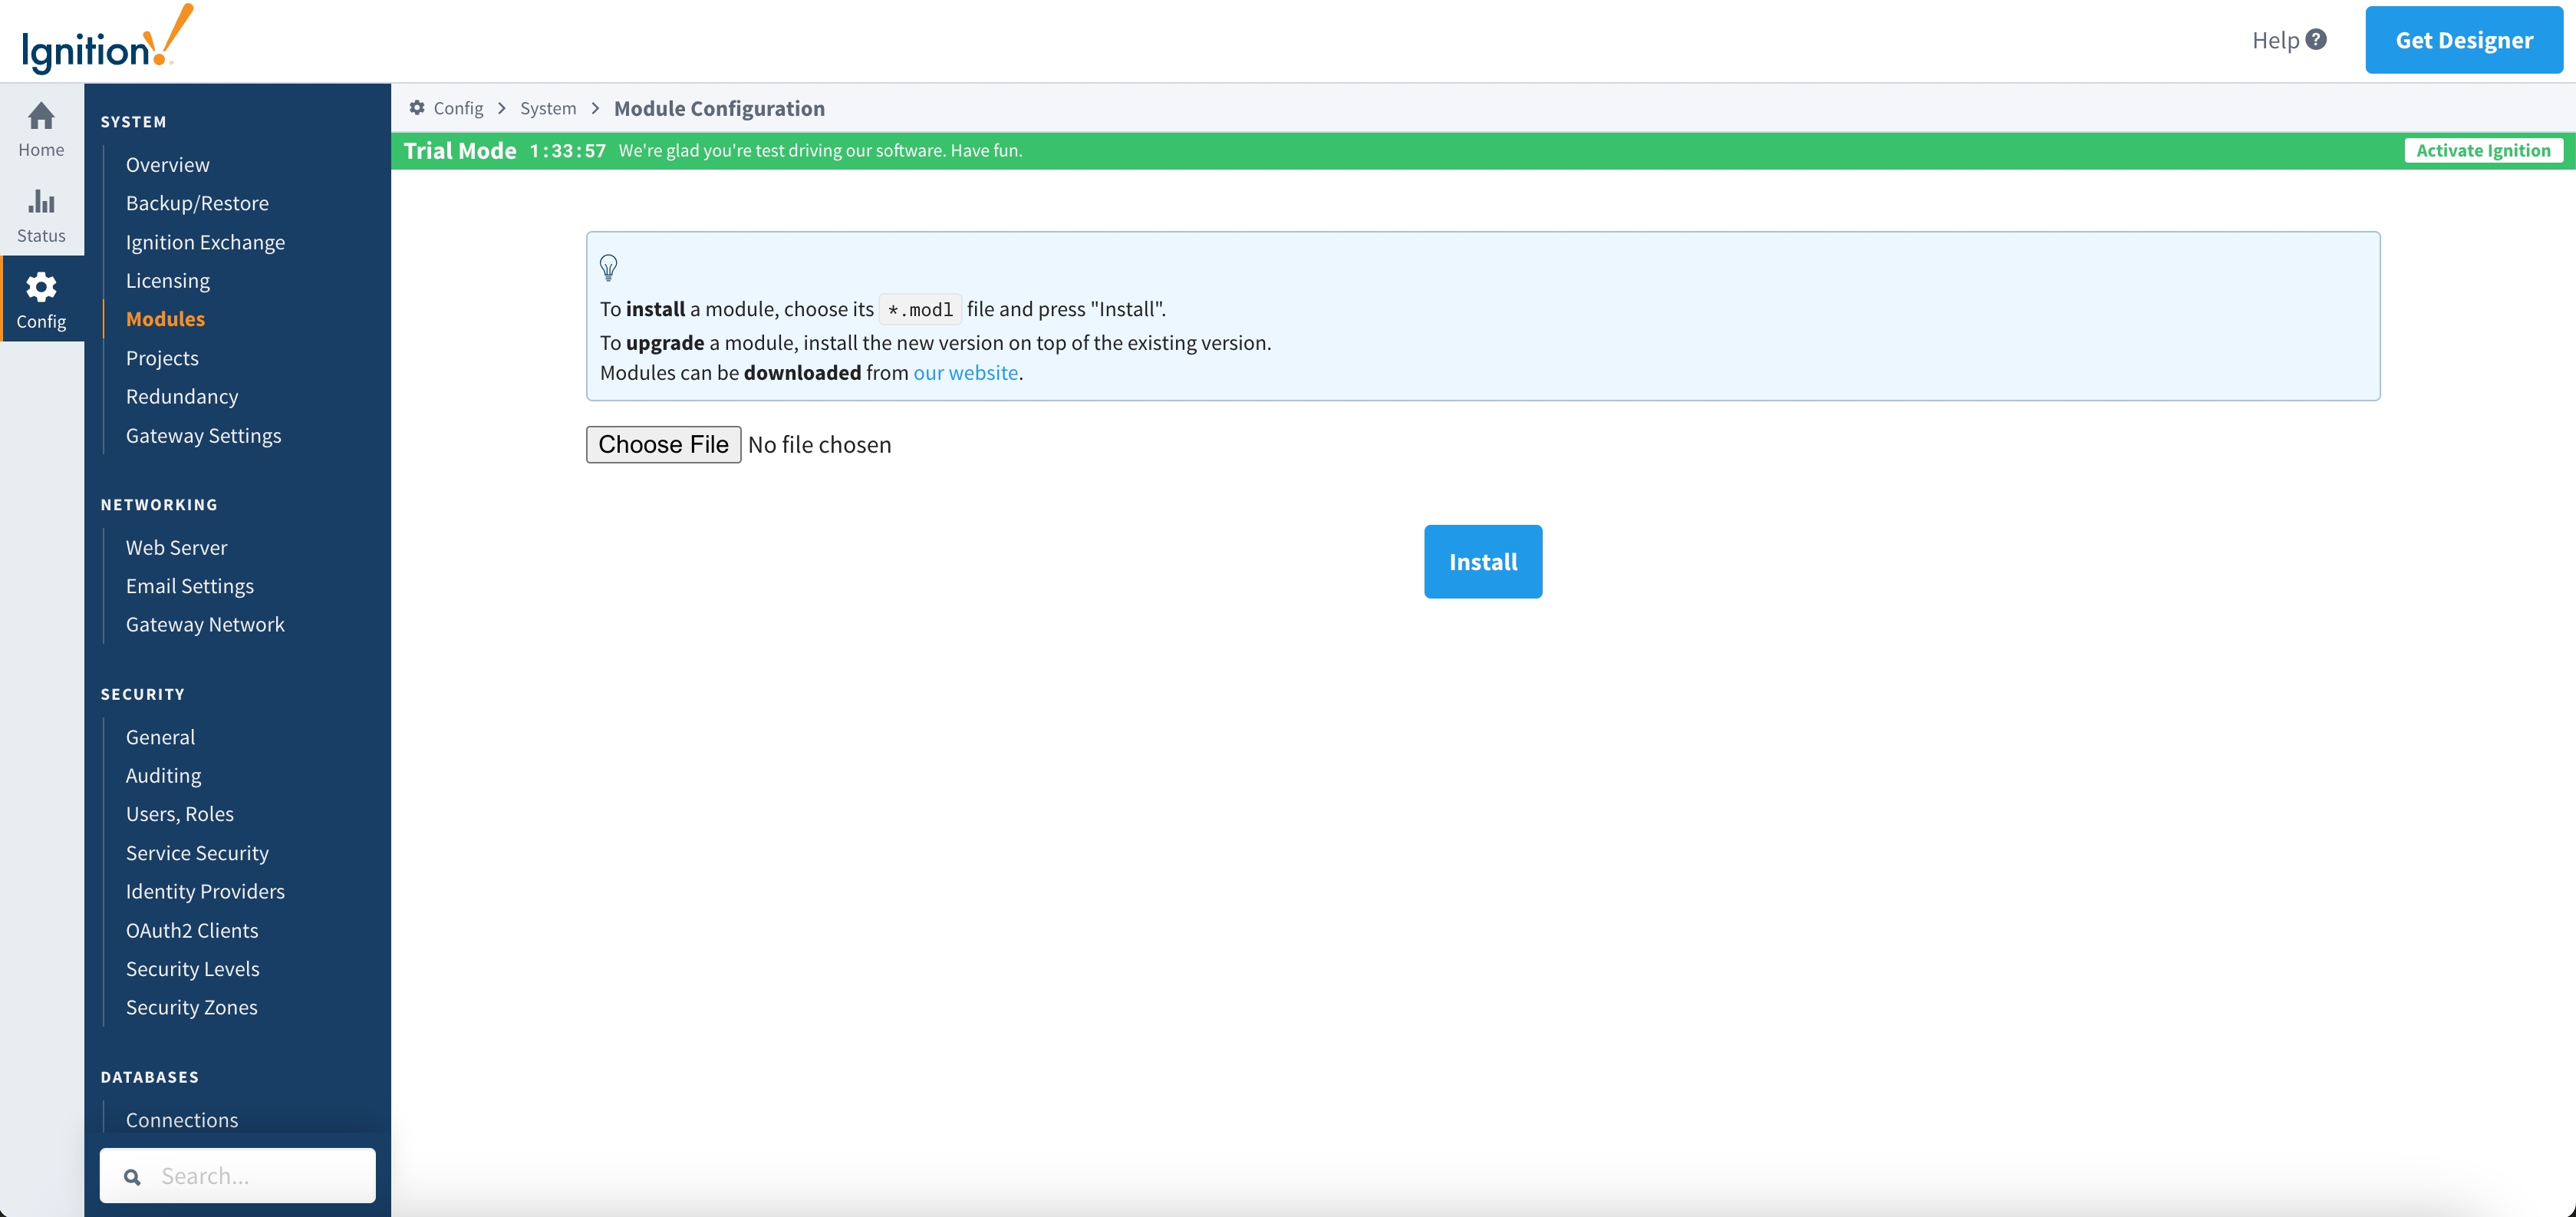 Ignition!
Help ?
Get Designer
Home
Status
Config
SYSTEM
Overview
Backup/Restore
Ignition Exchange
Licensing
Modules
Projects
Redundancy
Gateway Settings
NETWORKING
Web Server
Email Settings
Gateway Network
SECURITY
General
Auditing
Users, Roles
Service Security
Identity Providers
OAuth2 Clients
Security Levels
Security Zones
DATABASES
Connections
Search...
Config > System > Module Configuration
Trial Mode 1:33:57 We're glad you're test driving our software. Have fun.
Activate Ignition
To install a module, choose its *.modl file and press "Install".
To upgrade a module, install the new version on top of the existing version.
Modules can be downloaded from our website.
Choose File No file chosen
Install